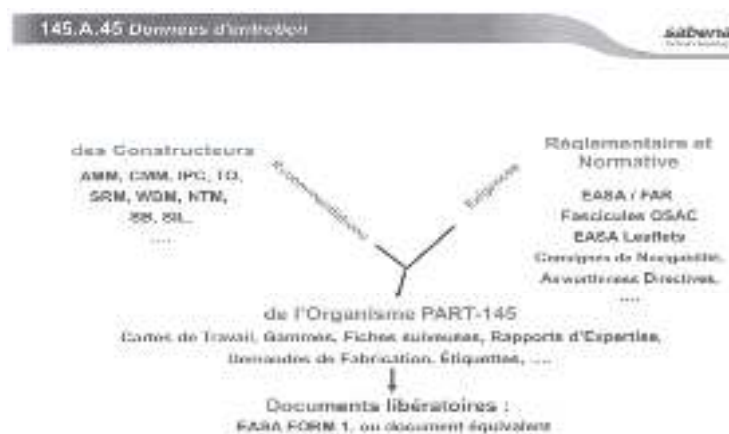 145.A.45 Données d'entretien
sabena
des Constructeurs
AMM, CMM, IPC, TO,
SRM, WDM, NTM,
SB, SIL,
....
Réglementaire et
Normative
EASA / FAR
Fascicules OSAC
EASA Leaflets
Consignes de Navigabilité,
Airworthiness Directives,
....
Exigences
de l'Organisme PART-145
Cartes de Travail, Gammes, Fiches suiveuses, Rapports d'Expertise,
Demandes de Fabrication, Étiquettes, ....
Documents libératoires :
EASA FORM 1, ou document équivalent